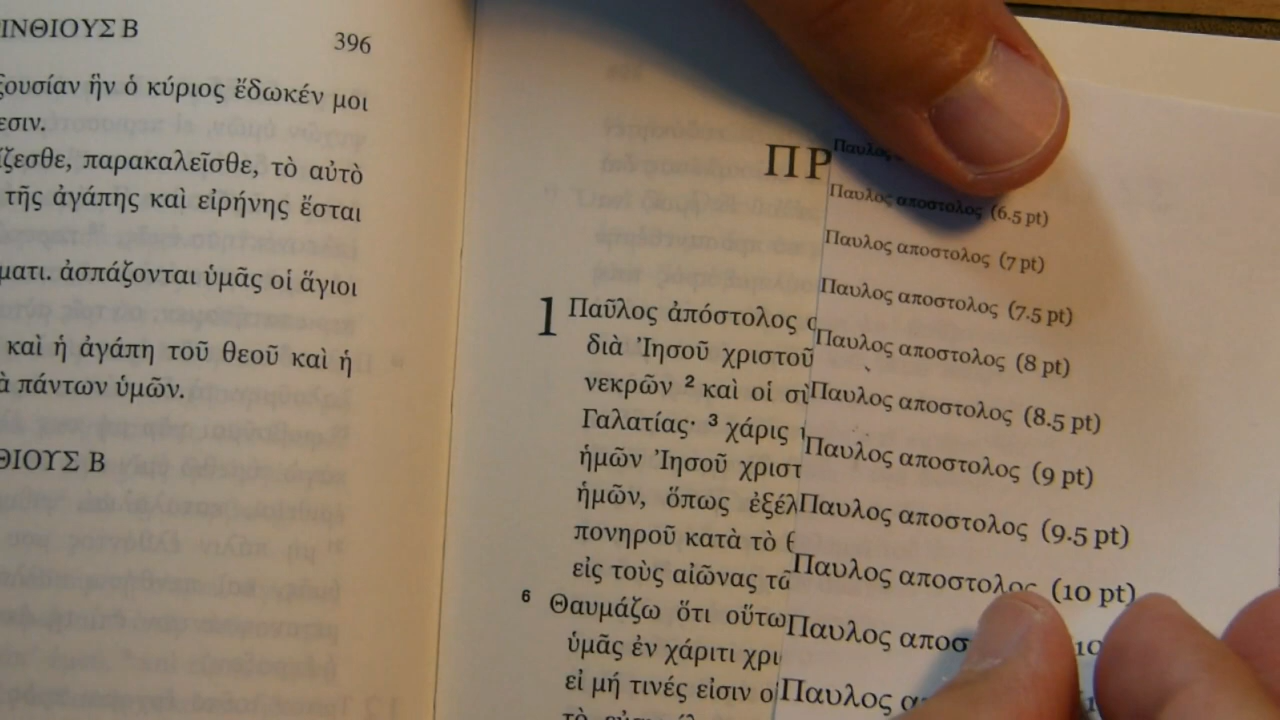 ΙΝΘΙΟΥΣ Β
396
ξουσίαν ἣν ὁ κύριος ἔδωκέν μοι
εσιν.
ίζεσθε, παρακαλεῖσθε, τὸ αὐτὸ
τῆς ἀγάπης καὶ εἰρήνης ἔσται
ματι. ἀσπάζονται ὑμᾶς οἱ ἅγιοι
καὶ ἡ ἀγάπη τοῦ θεοῦ καὶ ἡ
ὰ πάντων ὑμῶν.
ΘΙΟΥΣ Β
ΠΡ
1 Παῦλος ἀπόστολος ο
διὰ Ἰησοῦ χριστοῦ
νεκρῶν ² καὶ οἱ σὺ
Γαλατίας· ³ χάρις
ἡμῶν Ἰησοῦ χριστ
ἡμῶν, ὅπως ἐξέλ
πονηροῦ κατὰ τὸ θ
εἰς τοὺς αἰῶνας τῶ
⁶ Θαυμάζω ὅτι οὕτω
ὑμᾶς ἐν χάριτι χρι
εἰ μή τινές εἰσιν ο
Παυλος
Παυλος αποστολος (6.5 pt)
Παυλος αποστολος (7 pt)
Παυλος αποστολος (7.5 pt)
Παυλος αποστολος (8 pt)
Παυλος αποστολος (8.5 pt)
Παυλος αποστολος (9 pt)
Παυλος αποστολος (9.5 pt)
Παυλος αποστολος (10 pt)
Παυλος αποσ
Παυλος α